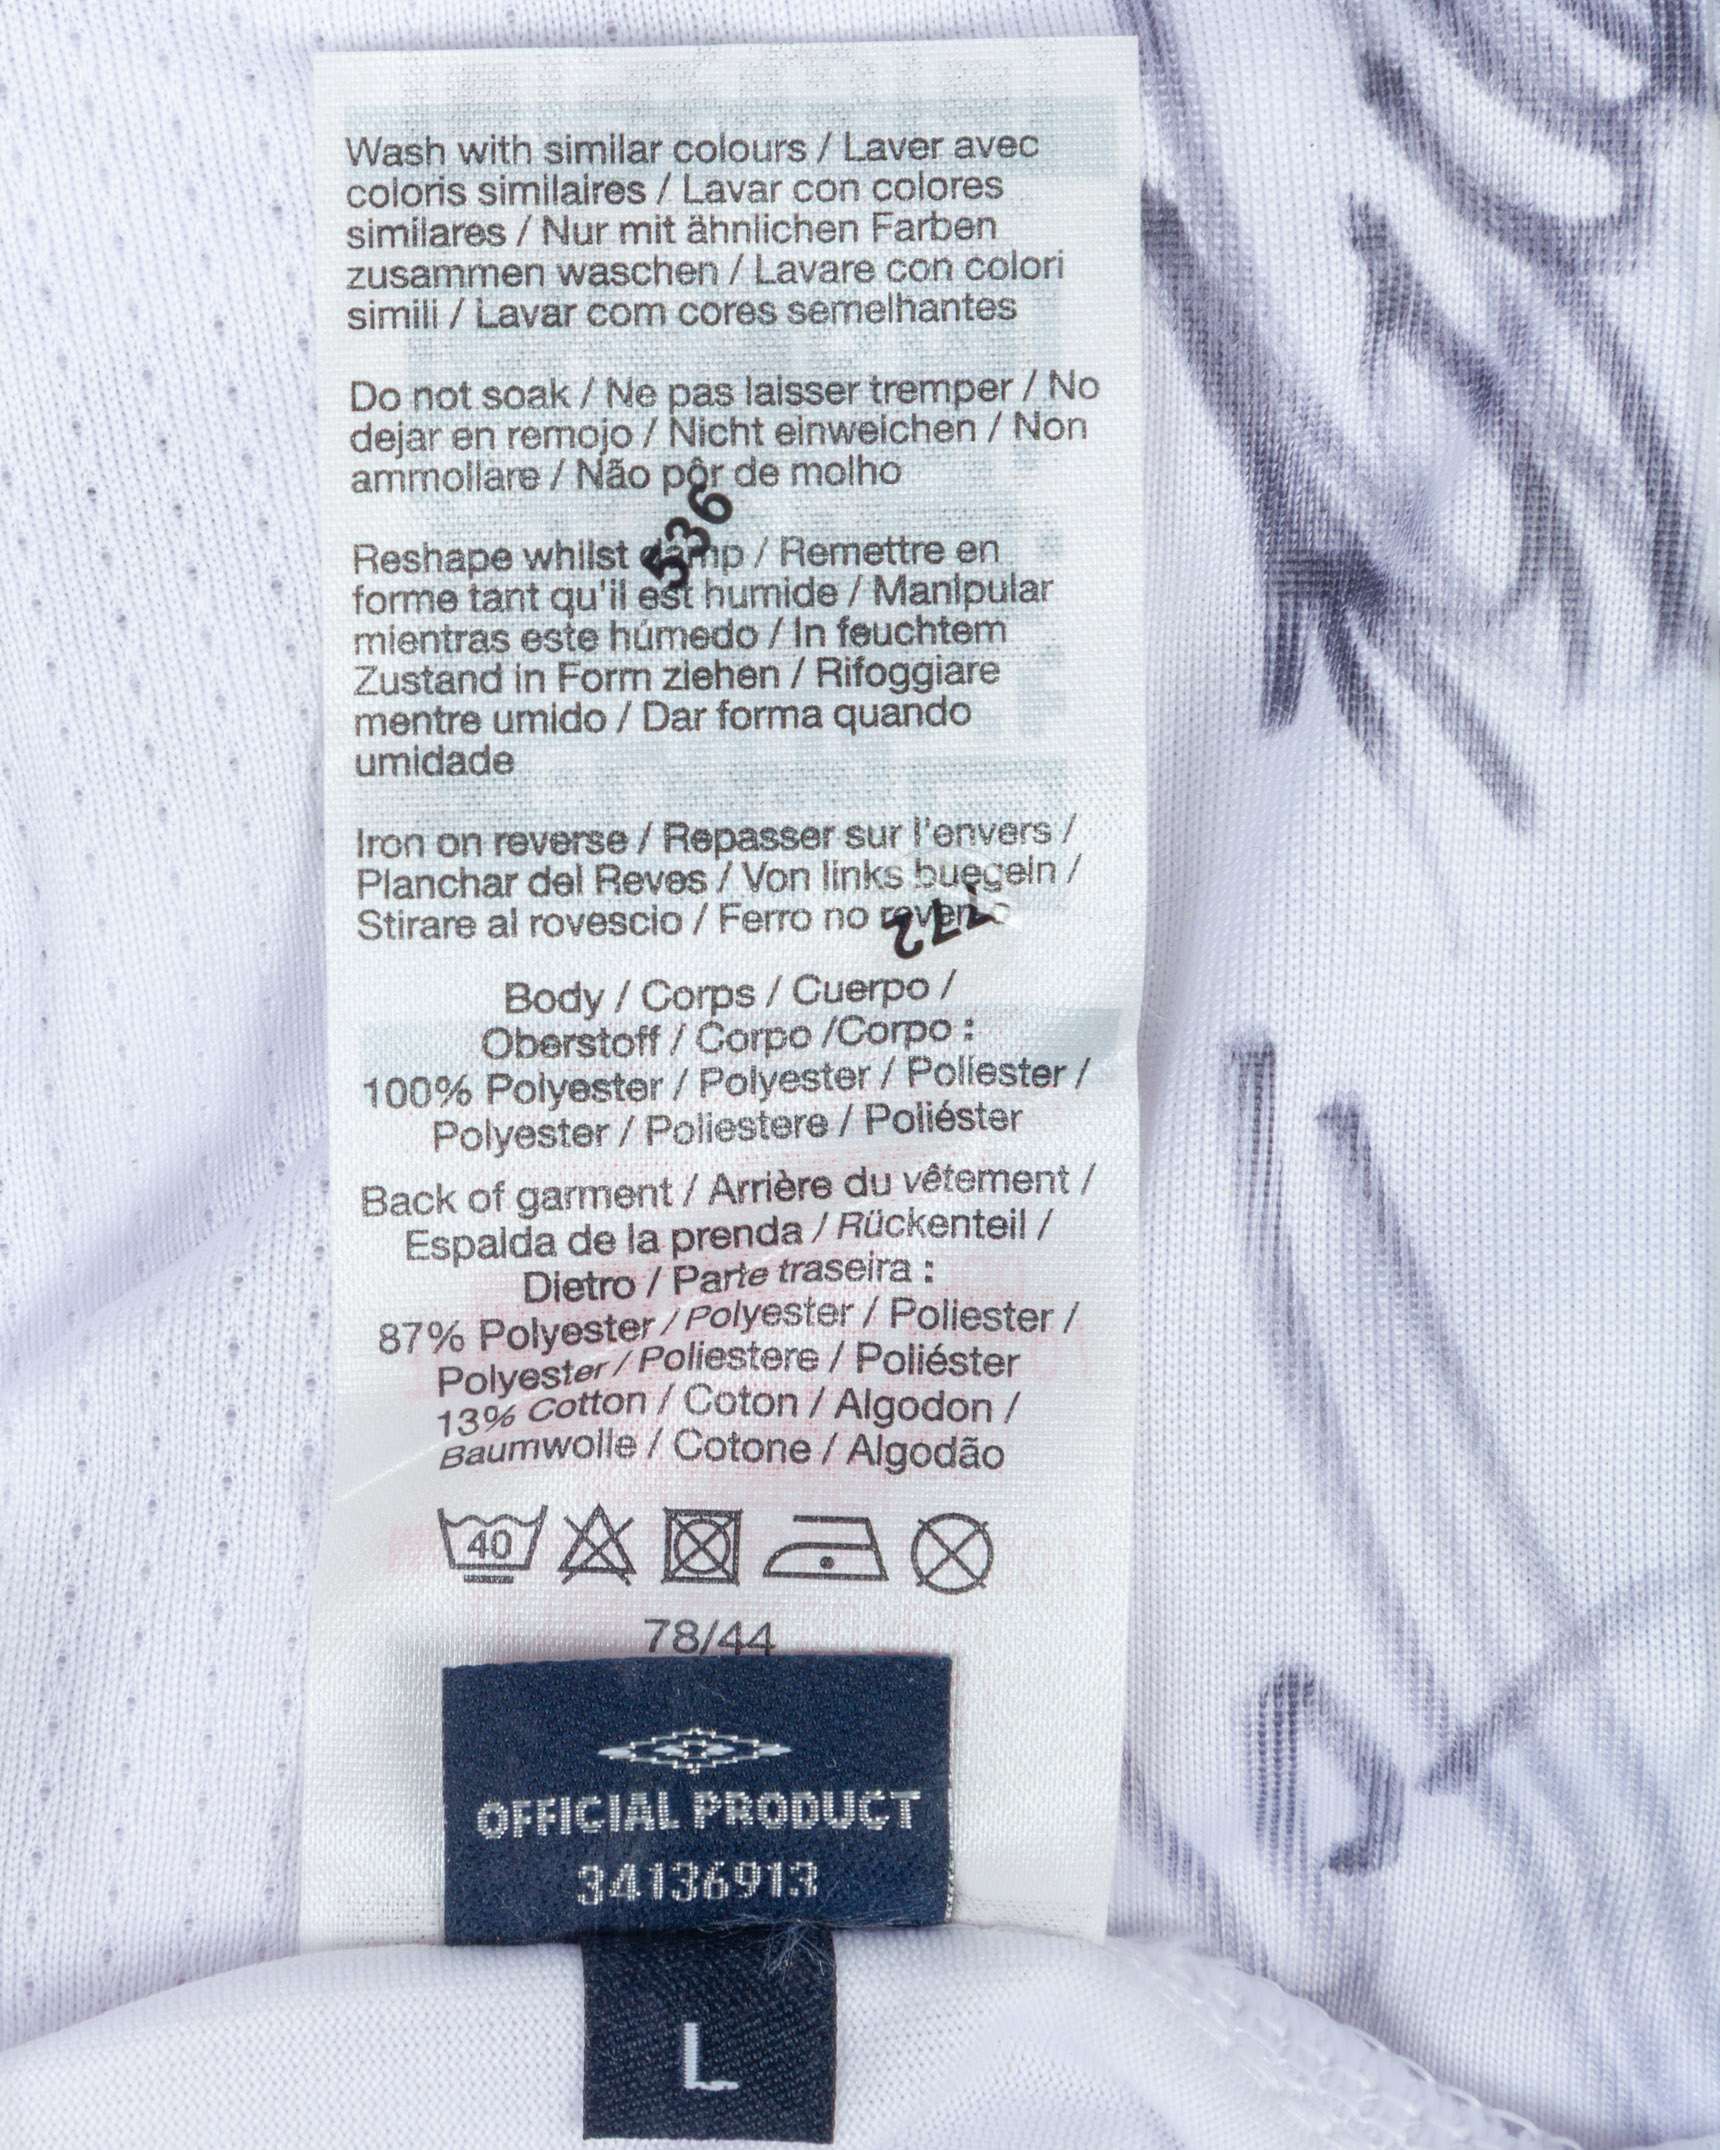 Wash with similar colours / Laver avec
coloris similaires / Lavar con colores
similares / Nur mit ähnlichen Farben
zusammen waschen / Lavare con colori
simili / Lavar com cores semelhantes
Do not soak / Ne pas laisser tremper / No
dejar en remojo / Nicht einweichen / Non
ammollare / Não pôr de molho
536
Reshape whilst damp / Remettre en
forme tant qu'il est humide / Manipular
mientras este húmedo / In feuchtem
Zustand in Form ziehen / Rifoggiare
mentre umido / Dar forma quando
umidade
Iron on reverse / Repasser sur l'envers /
Planchar del Reves / Von links buegeln /
Stirare al rovescio / Ferro no
Body / Corps / Cuerpo /
Oberstoff / Corpo /Corpo :
100% Polyester / Polyester / Poliester /
Polyester / Poliestere / Poliéster
Back of garment / Arrière du vêtement /
Espalda de la prenda / Rückenteil /
Dietro / Parte traseira :
87% Polyester / Polyester / Poliester /
Polyester / Poliestere / Poliéster
13% Cotton / Coton / Algodon /
Baumwolle / Cotone / Algodão
40
78/44
OFFICIAL PRODUCT
34136913
L